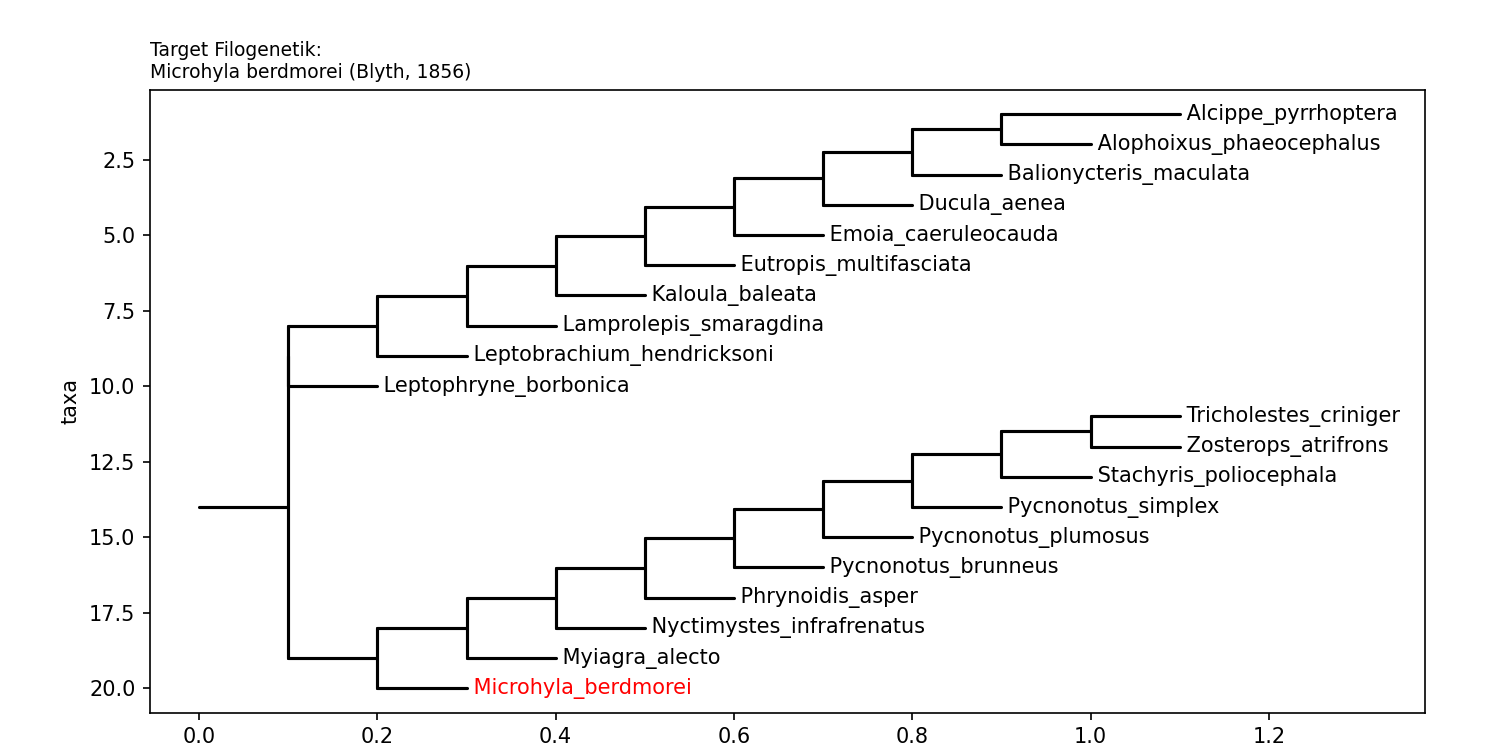 Target Filogenetik:
Microhyla berdmorei (Blyth, 1856)
Alcippe_pyrrhoptera
Alophoixus_phaeocephalus
2.5
Balionycteris_maculata
Ducula_aenea
5.0
Emoia_caeruleocauda
Eutropis_multifasciata
Kaloula_baleata
7.5
Lamprolepis_smaragdina
Leptobrachium_hendricksoni
taxa
10.0
Leptophryne_borbonica
Tricholestes_criniger
Zosterops_atrifrons
12.5
Stachyris_poliocephala
Pycnonotus_simplex
15.0
Pycnonotus_plumosus
Pycnonotus_brunneus
Phrynoidis_asper
17.5
Nyctimystes_infrafrenatus
Myiagra_alecto
20.0
Microhyla_berdmorei
0.0 0.2 0.4 0.6 0.8 1.0 1.2